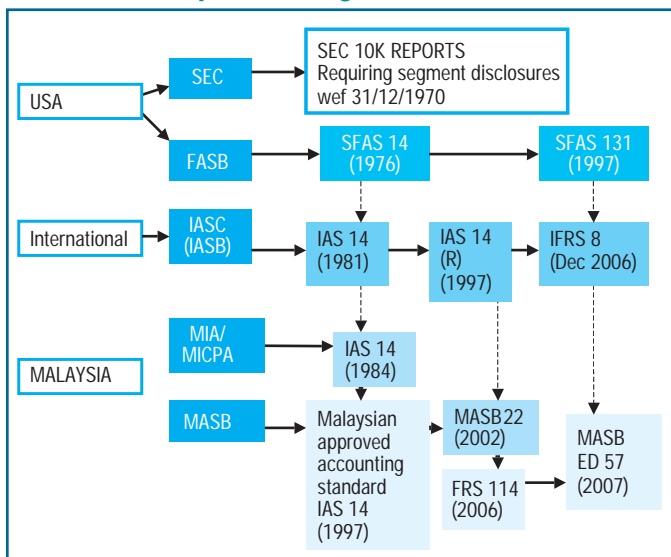 SEC
SEC 10K REPORTS
Requiring segment disclosures
wef 31/12/1970
USA
FASB
SFAS 14
(1976)
SFAS 131
(1997)
International
IASC
(IASB)
IAS 14
(1981)
IAS 14
(R)
(1997)
IFRS 8
(Dec 2006)
MIA/
MICPA
IAS 14
(1984)
MALAYSIA
MASB
Malaysian
approved
accounting
standard
IAS 14
(1997)
MASB22
(2002)
FRS 114
(2006)
MASB
ED 57
(2007)